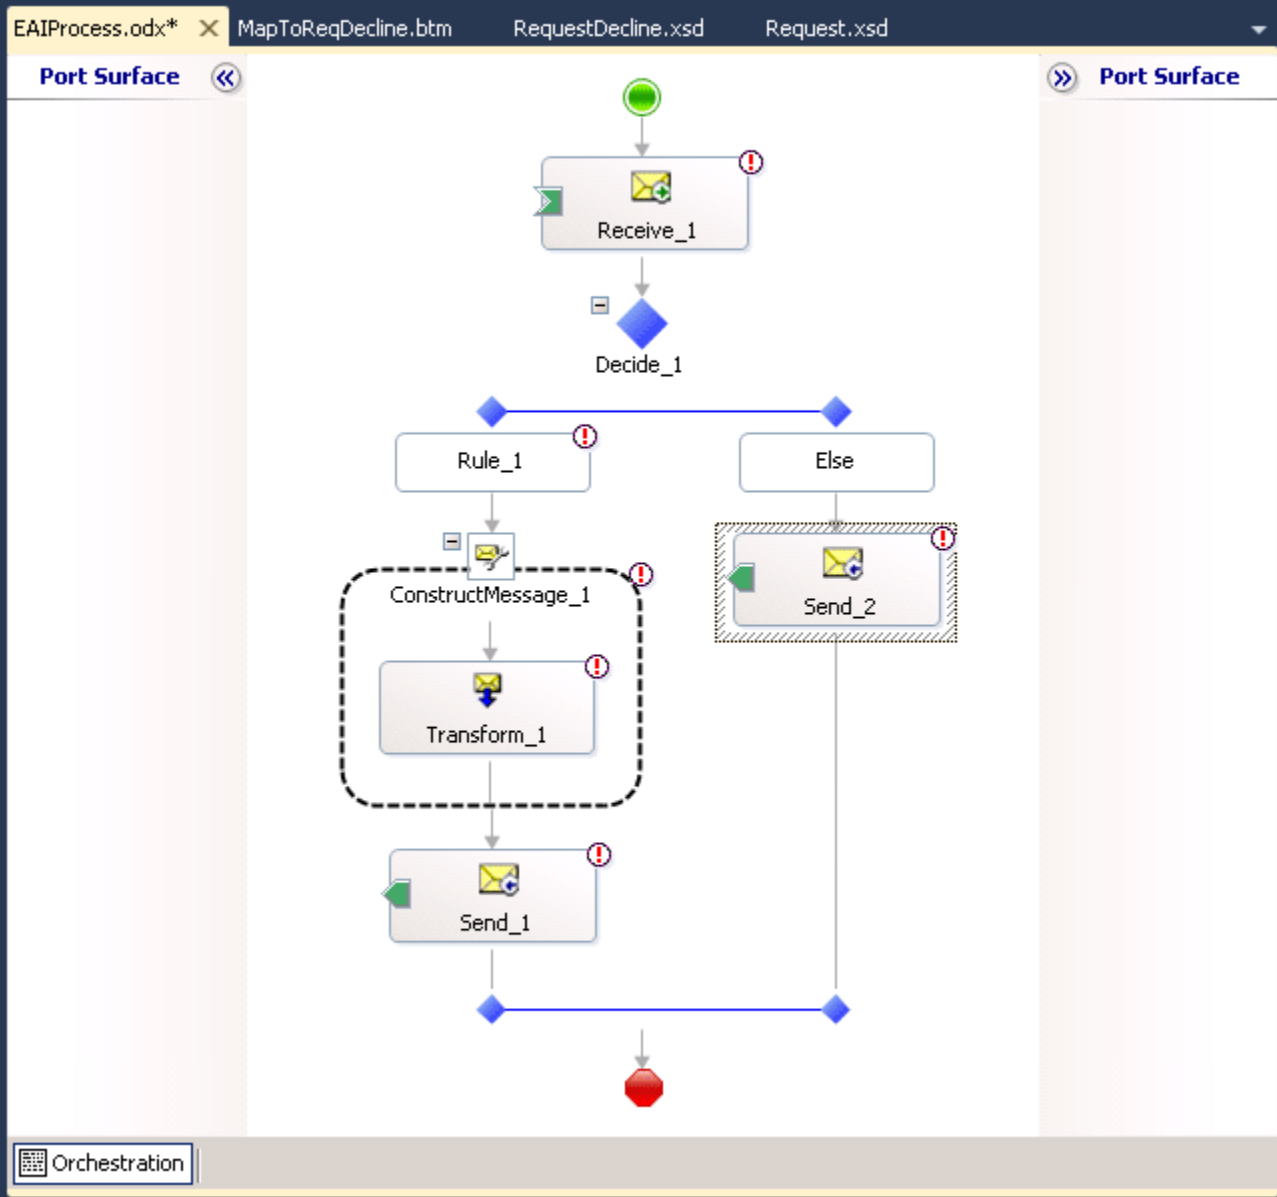 EAIProcess.odx* MapToReqDecline.btm RequestDecline.xsd Request.xsd
Port Surface Port Surface
Receive_1
Decide_1
Rule_1 Else
ConstructMessage_1
Send_2
Transform_1
Send_1
Orchestration